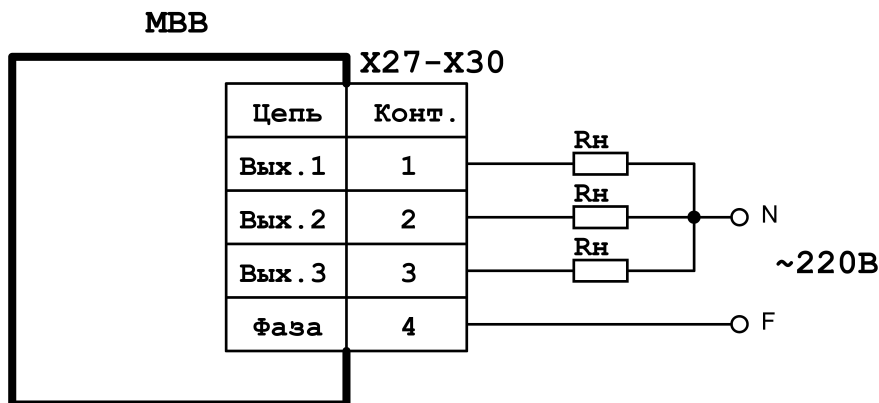 МВВ
X27-X30
Цепь Конт.
Rн
Вых.1 1
Rн
Вых.2 2 N
Rн
~220В
Вых.3 3
Фаза 4 F